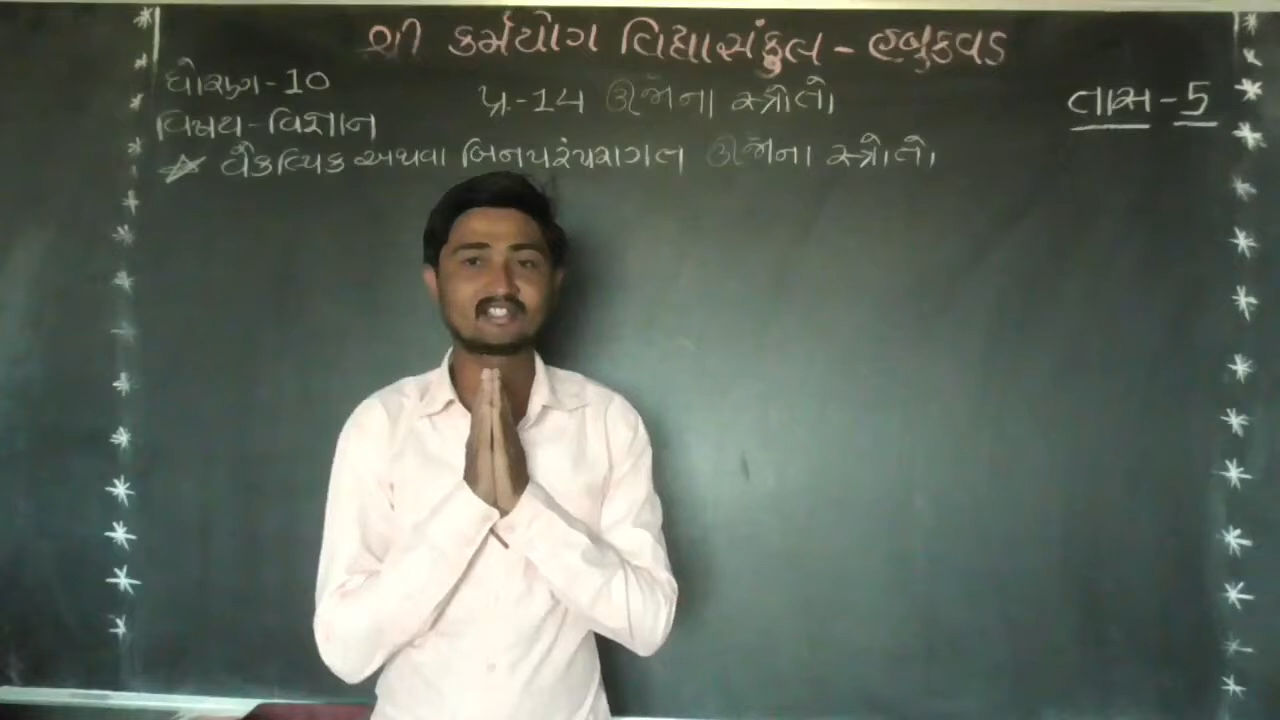 શ્રી કર્મયોગ વિદ્યાસંકુલ - હબુકવડ
ધોરણ - 10
પ્ર.-14 ઊર્જાના સ્ત્રોતો
તાસ - 5
વિષય - વિજ્ઞાન
વૈકલ્પિક અથવા બિનપરંપરાગત ઊર્જાના સ્ત્રોતો